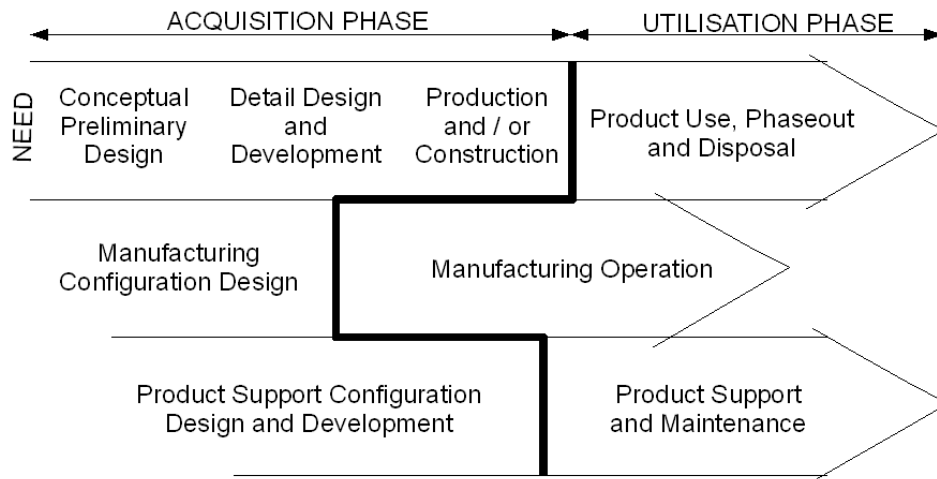 ACQUISITION PHASE
UTILISATION PHASE
NEED
Conceptual
Preliminary
Design
Detail Design
and
Development
Production
and / or
Construction
Product Use, Phaseout
and Disposal
Manufacturing
Configuration Design
Manufacturing Operation
Product Support Configuration
Design and Development
Product Support
and Maintenance